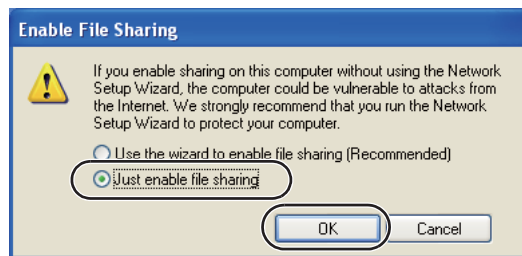 Enable File Sharing
If you enable sharing on this computer without using the Network
Setup Wizard, the computer could be vulnerable to attacks from
the Internet. We strongly recommend that you run the Network
Setup Wizard to protect your computer.
Use the wizard to enable file sharing (Recommended)
Just enable file sharing
OK Cancel